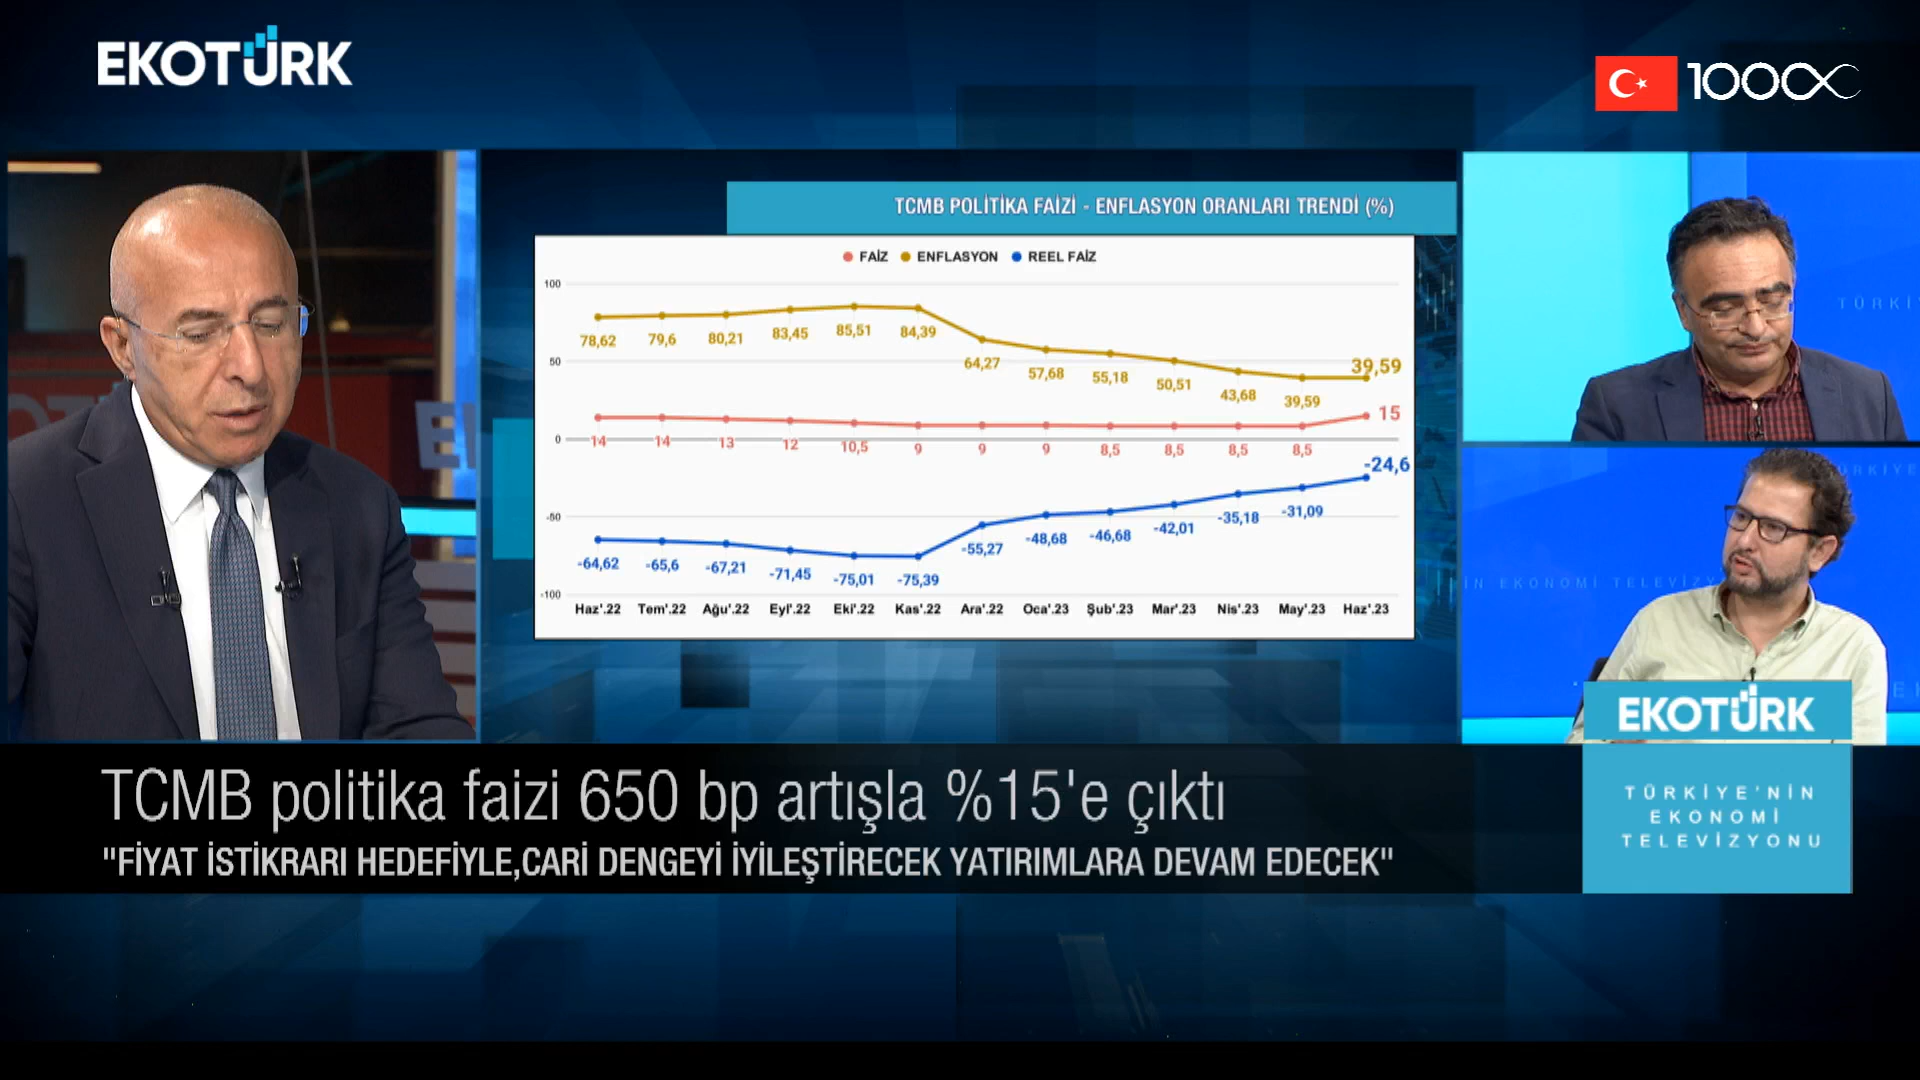 EKOTÜRK
100
TCMB POLİTİKA FAİZİ - ENFLASYON ORANLARI TRENDİ (%)
FAİZ ENFLASYON REEL FAİZ
100
50
0
-50
-100
78,62 79,6 80,21 83,45 85,51 84,39 64,27 57,68 55,18 50,51 43,68 39,59 39,59
14 14 13 12 10,5 9 9 9 8,5 8,5 8,5 8,5 15
-64,62 -65,6 -67,21 -71,45 -75,01 -75,39 -55,27 -48,68 -46,68 -42,01 -35,18 -31,09 -24,6
Haz'.22 Tem'.22 Ağu'.22 Eyl'.22 Eki'.22 Kas'.22 Ara'.22 Oca'.23 Şub'.23 Mar'.23 Nis'.23 May'.23 Haz'.23
EKONOMİ
EKOTÜRK
TÜRKİYE'NİN
EKONOMİ
TELEVİZYONU
TCMB politika faizi 650 bp artışla %15'e çıktı
"FİYAT İSTİKRARI HEDEFİYLE,CARİ DENGEYİ İYİLEŞTİRECEK YATIRIMLARA DEVAM EDECEK"